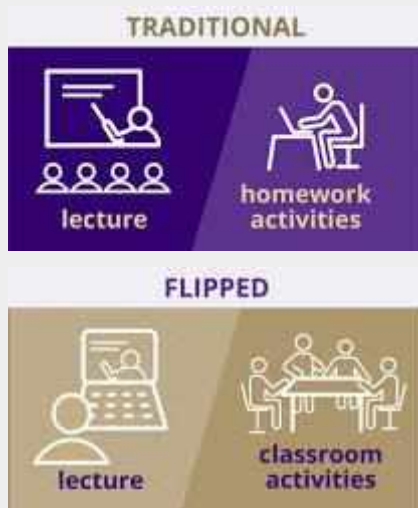 TRADITIONAL
lecture
homework
activities
FLIPPED
lecture
classroom
activities